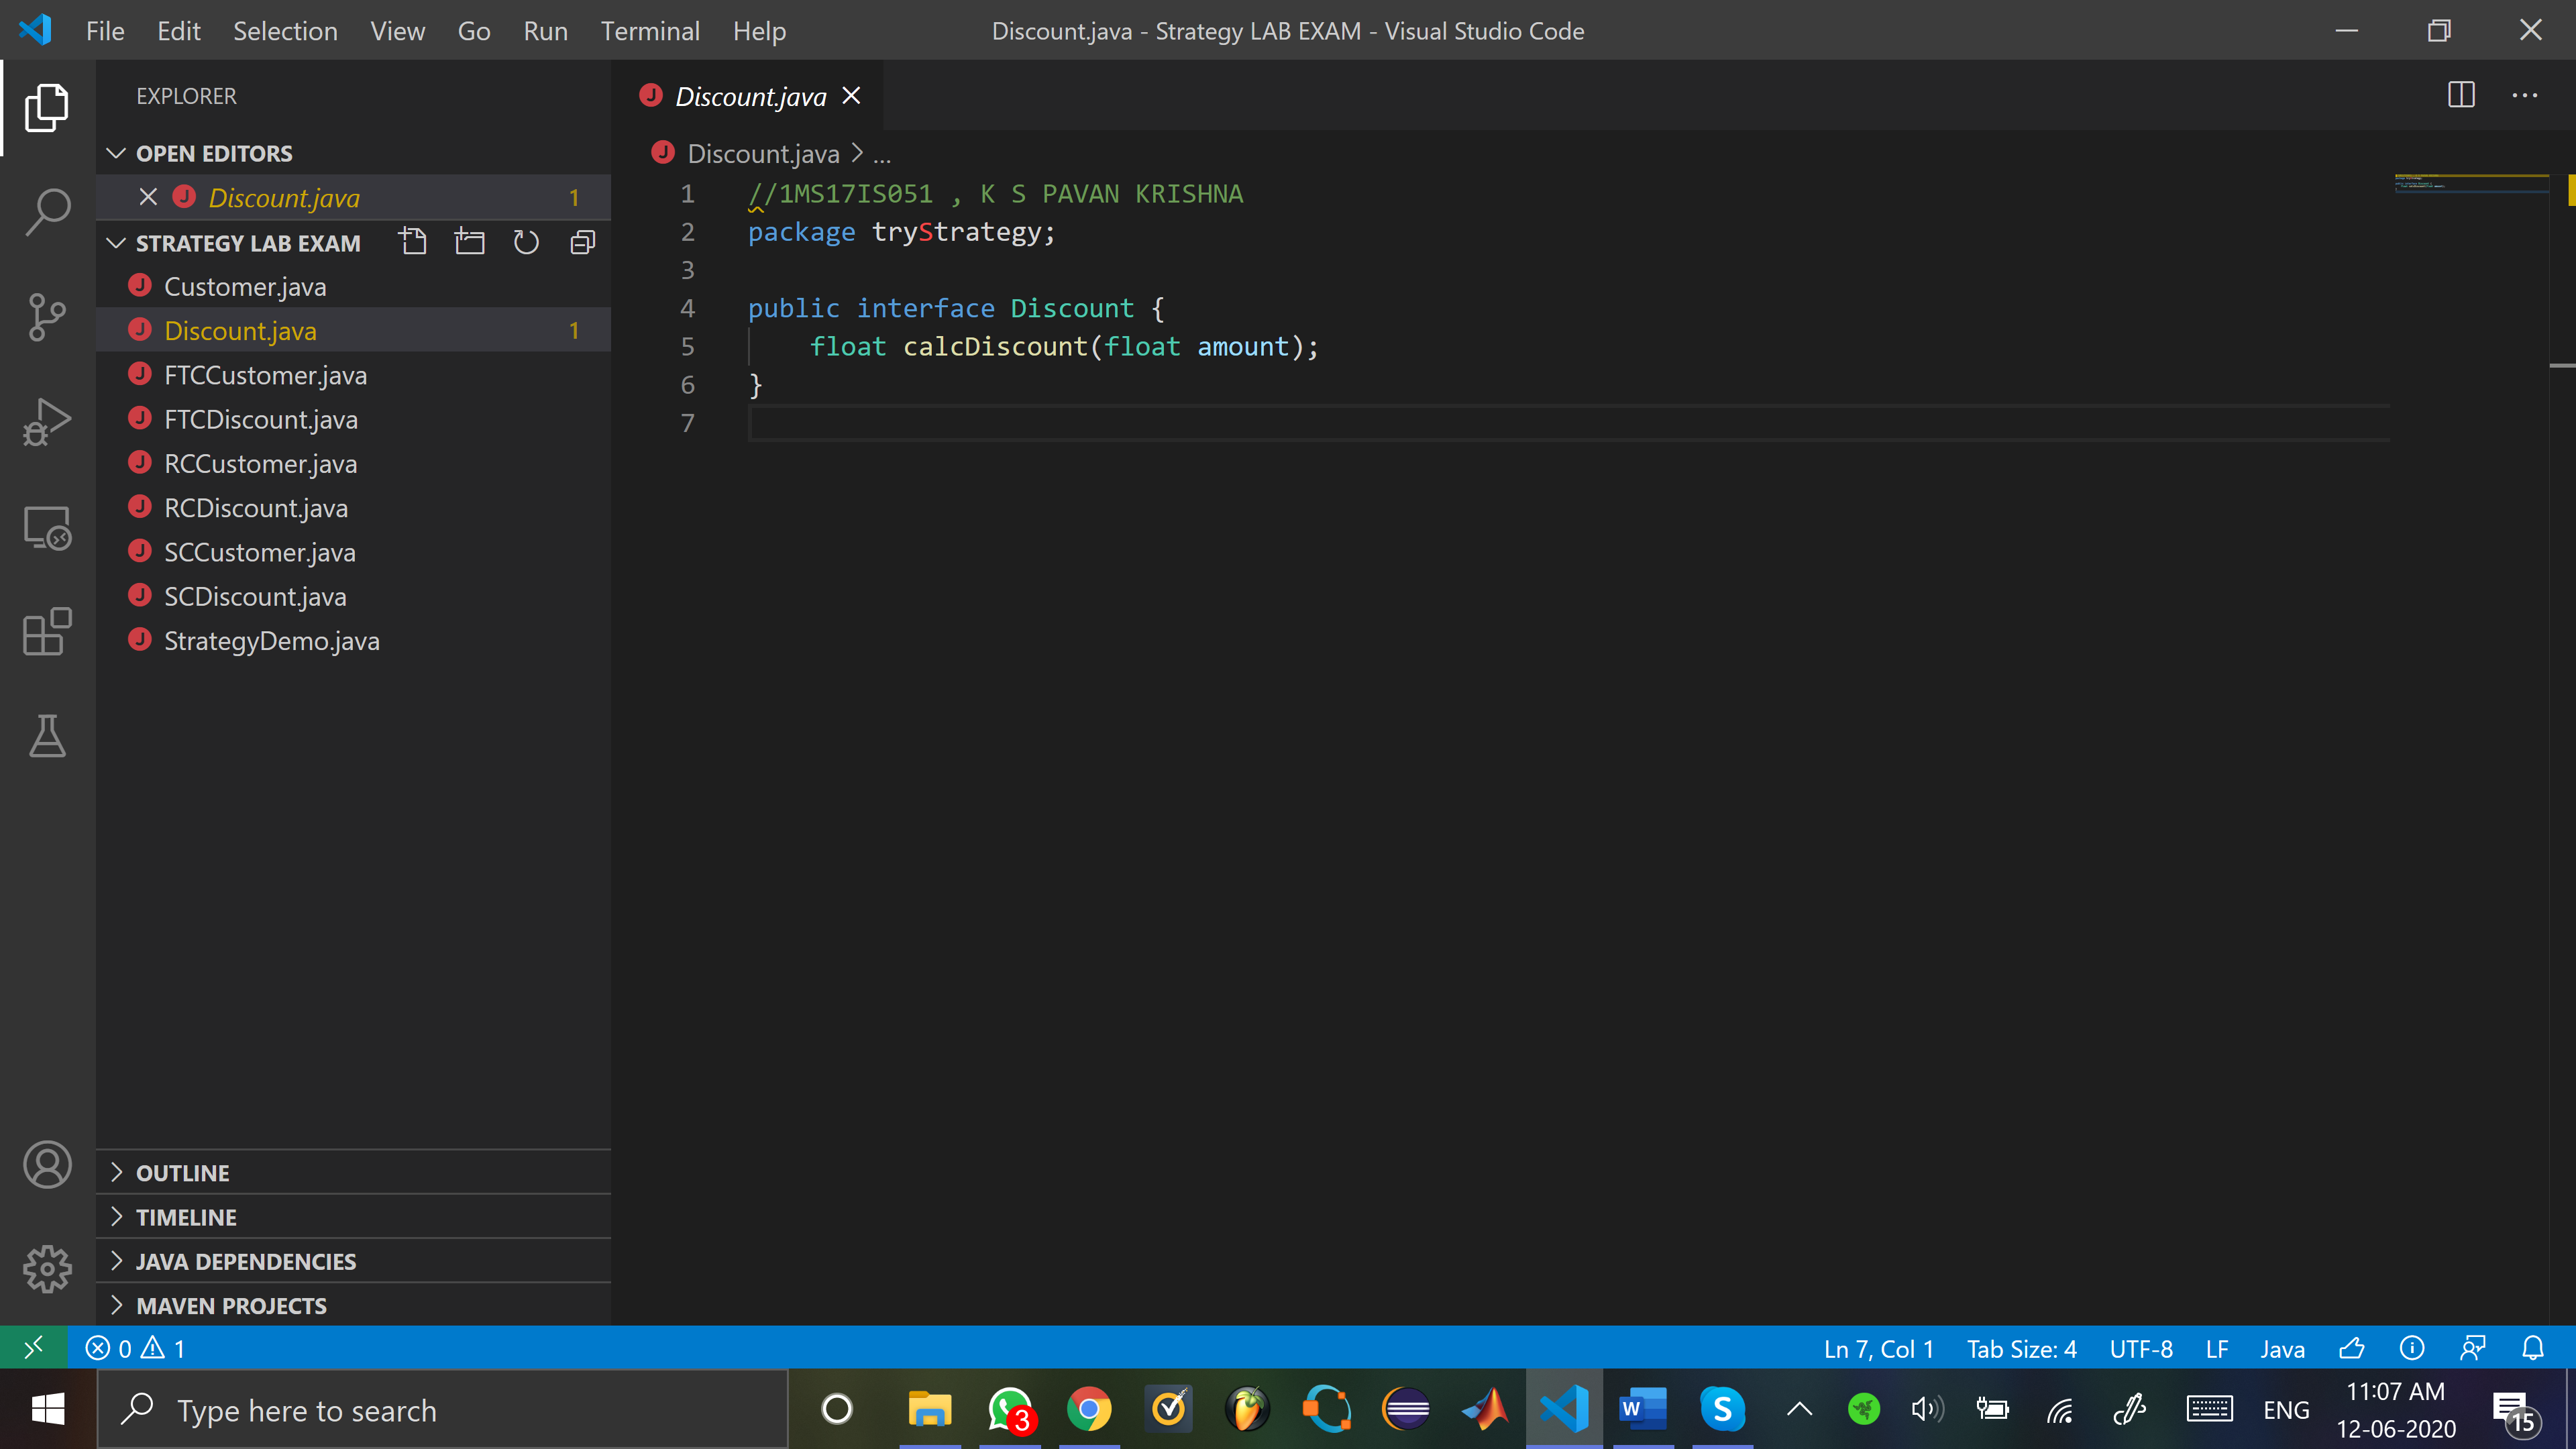 File Edit Selection View Go Run Terminal Help
Discount.java - Strategy LAB EXAM - Visual Studio Code
EXPLORER
OPEN EDITORS
Discount.java 1
STRATEGY LAB EXAM
Customer.java
Discount.java 1
FTCCustomer.java
FTCDiscount.java
RCCustomer.java
RCDiscount.java
SCCustomer.java
SCDiscount.java
StrategyDemo.java
OUTLINE
TIMELINE
JAVA DEPENDENCIES
MAVEN PROJECTS
Discount.java
Discount.java > ...
1 //1MS17IS051 , K S PAVAN KRISHNA
2 package tryStrategy;
3
4 public interface Discount {
5 float calcDiscount(float amount);
6 }
7
0 1
Ln 7, Col 1 Tab Size: 4 UTF-8 LF Java
Type here to search
3
ENG
11:07 AM
12-06-2020
15